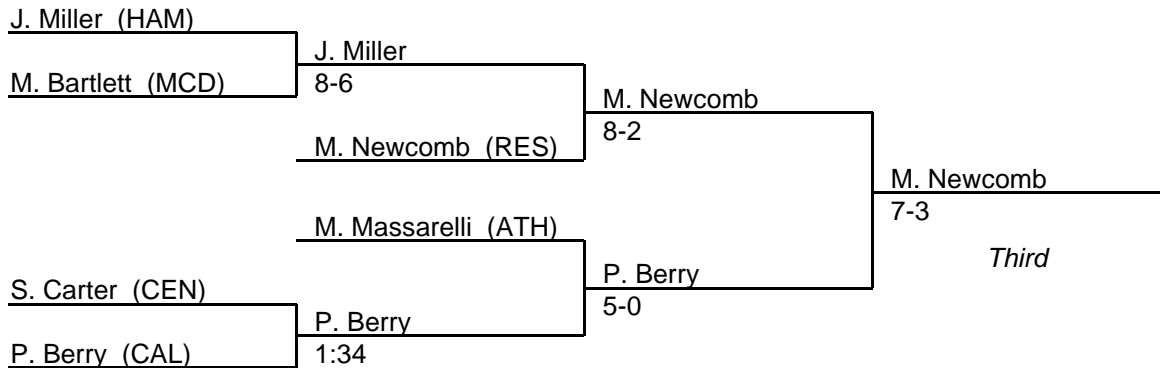 J. Miller (HAM)
M. Bartlett (MCD)
J. Miller
8-6
M. Newcomb (RES)
M. Newcomb
8-2
M. Massarelli (ATH)
S. Carter (CEN)
P. Berry (CAL)
P. Berry
1:34
P. Berry
5-0
M. Newcomb
7-3
Third